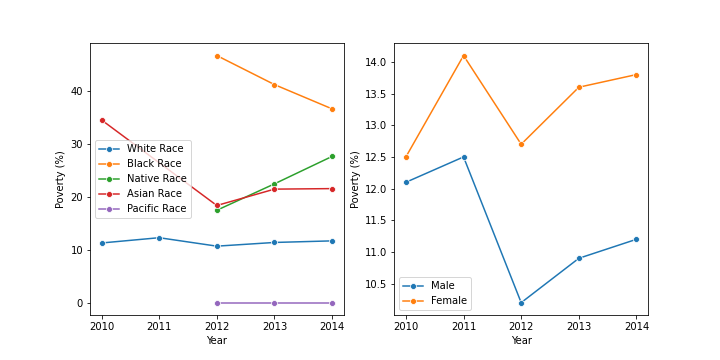 40
30
20
10
0
Poverty (%)
2010 2011 2012 2013 2014
Year
White Race
Black Race
Native Race
Asian Race
Pacific Race
14.0
13.5
13.0
12.5
12.0
11.5
11.0
10.5
Poverty (%)
2010 2011 2012 2013 2014
Year
Male
Female